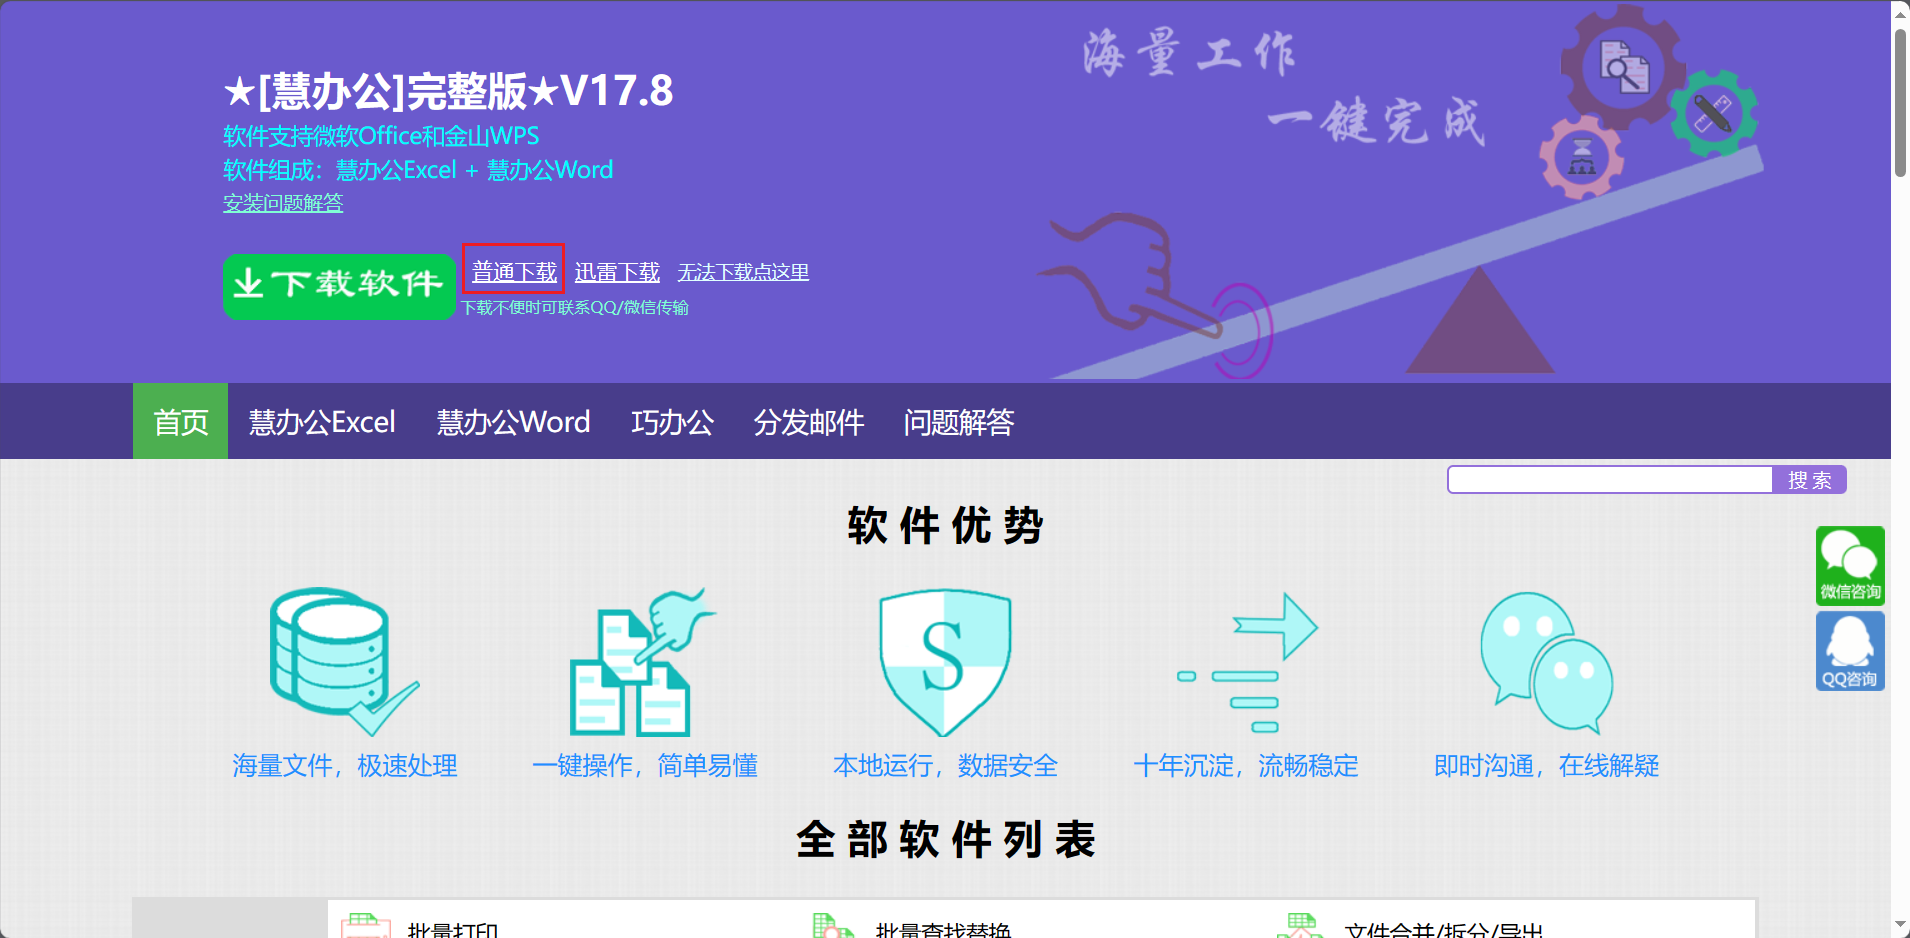 海量工作
一键完成
★[慧办公]完整版★V17.8
软件支持微软Office和金山WPS
软件组成：慧办公Excel + 慧办公Word
安装问题解答
下载软件 普通下载 迅雷下载 无法下载点这里
下载不便时可联系QQ/微信传输
首页 慧办公Excel 慧办公Word 巧办公 分发邮件 问题解答
搜索
软件优势
微信咨询
QQ咨询
S
海量文件，极速处理 一键操作，简单易懂 本地运行，数据安全 十年沉淀，流畅稳定 即时沟通，在线解疑
全部软件列表
批量打印 批量查找替换 文件合并/拆分/导出